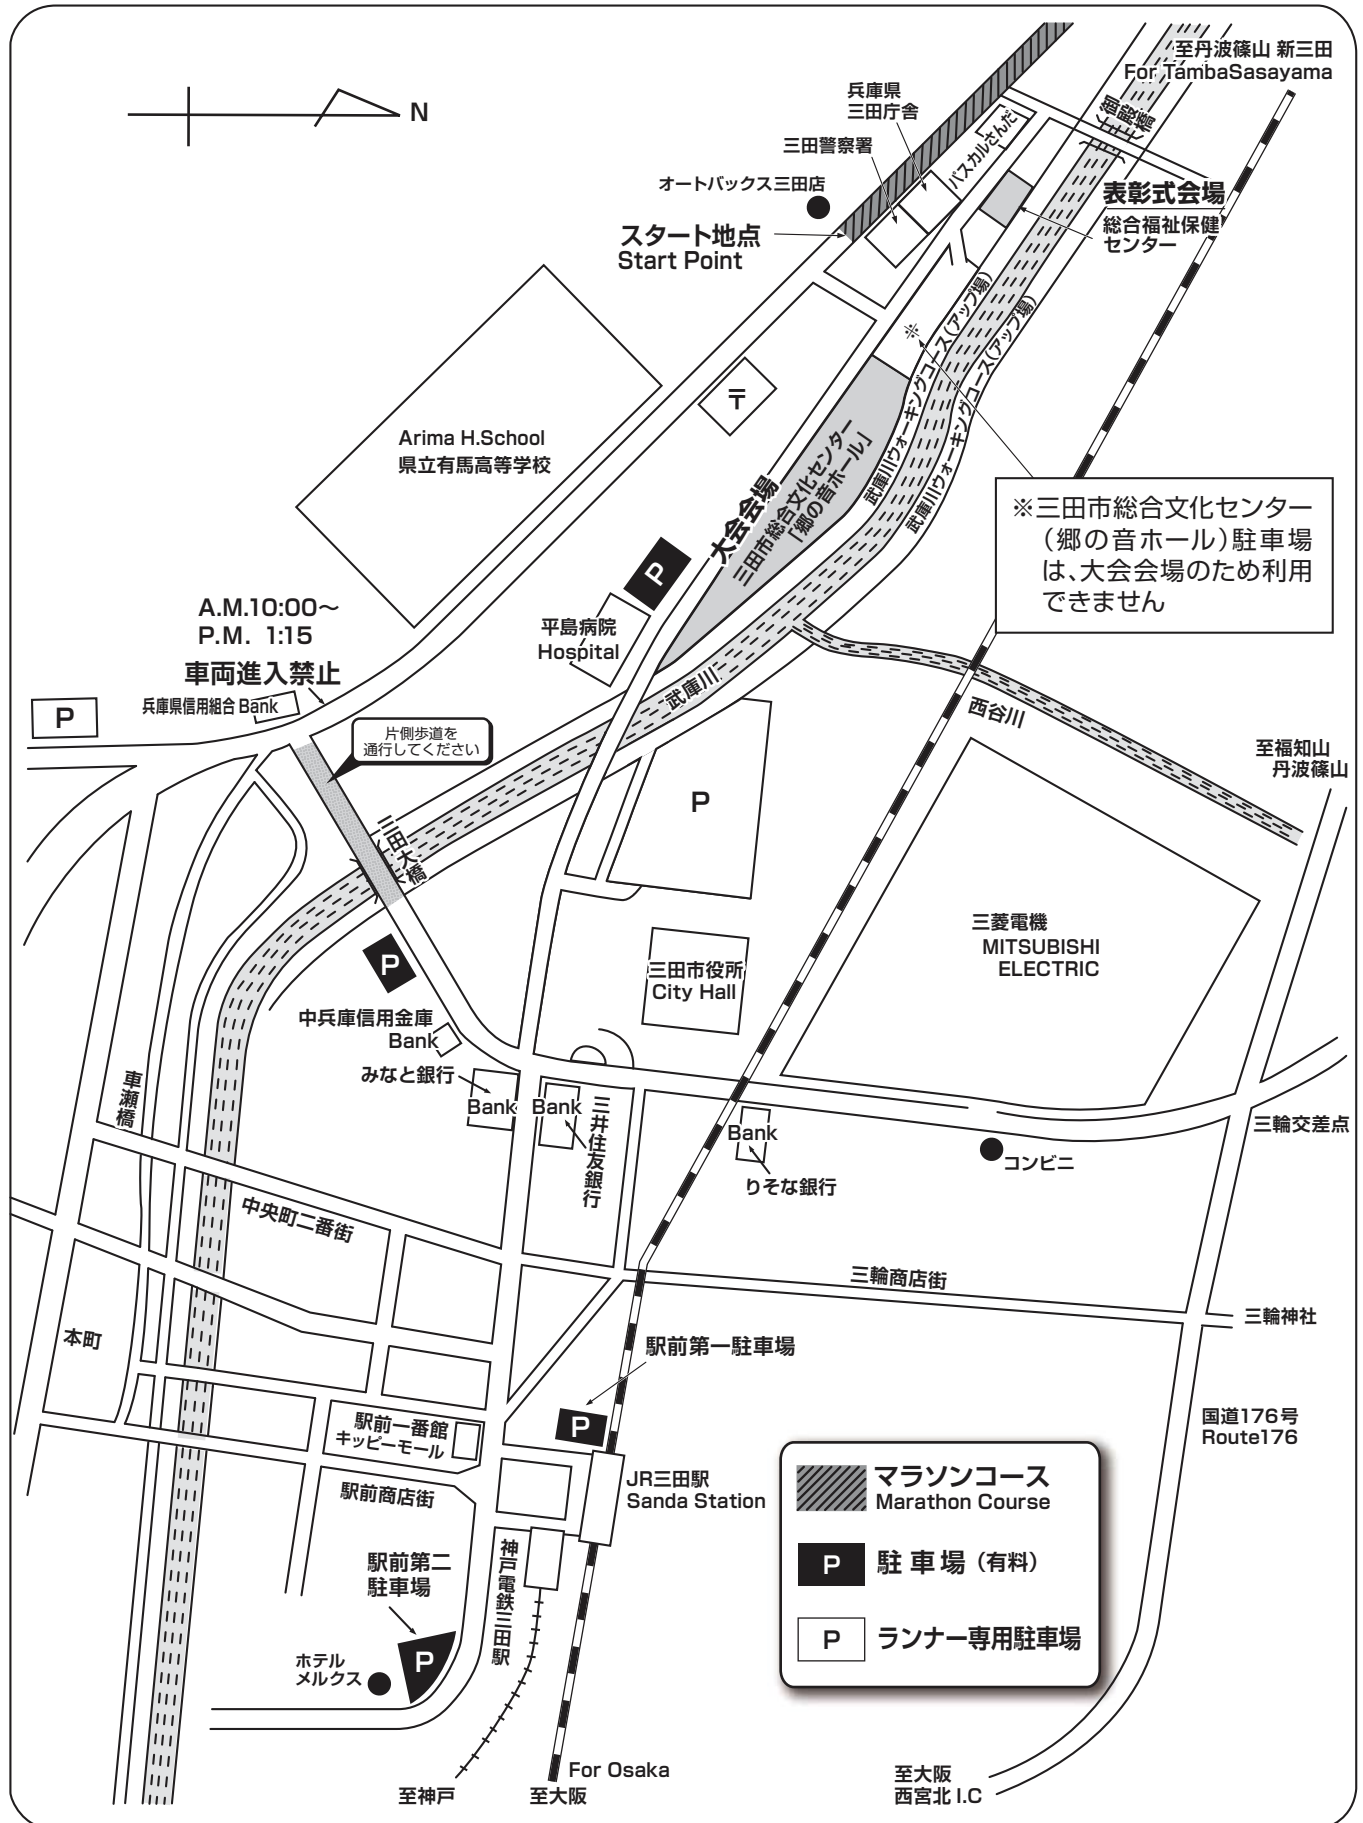 至丹波篠山 新三田
For TambaSasayama
兵庫県
三田庁舎
三田警察署
オートバックス三田店
パスカルさんだ
御殿橋
N
スタート地点
Start Point
表彰式会場
総合福祉保健
センター
武庫川ウォーキングコース(アップ場)
武庫川ウォーキングコース(アップ場)
※
〒
Arima H.School
県立有馬高等学校
大会会場
三田市総合文化センター
「郷の音ホール」
※三田市総合文化センター
(郷の音ホール)駐車場
は、大会会場のため利用
できません
P
平島病院
Hospital
A.M.10:00〜
P.M. 1:15
車両進入禁止
兵庫県信用組合 Bank
P
片側歩道を
通行してください
武庫川
西谷川
至福知山
丹波篠山
P
三田大橋
P
三田市役所
City Hall
三菱電機
MITSUBISHI
ELECTRIC
中兵庫信用金庫
Bank
みなと銀行
Bank
Bank
三井住友銀行
Bank
りそな銀行
コンビニ
三輪交差点
車瀬橋
中央町二番街
三輪商店街
三輪神社
本町
駅前第一駐車場
P
駅前一番館
キッピーモール
駅前商店街
JR三田駅
Sanda Station
国道176号
Route176
神戸電鉄三田駅
駅前第二
駐車場
P
ホテル
メルクス
マラソンコース
Marathon Course
P 駐車場(有料)
P ランナー専用駐車場
For Osaka
至神戸
至大阪
至大阪
西宮北 I.C